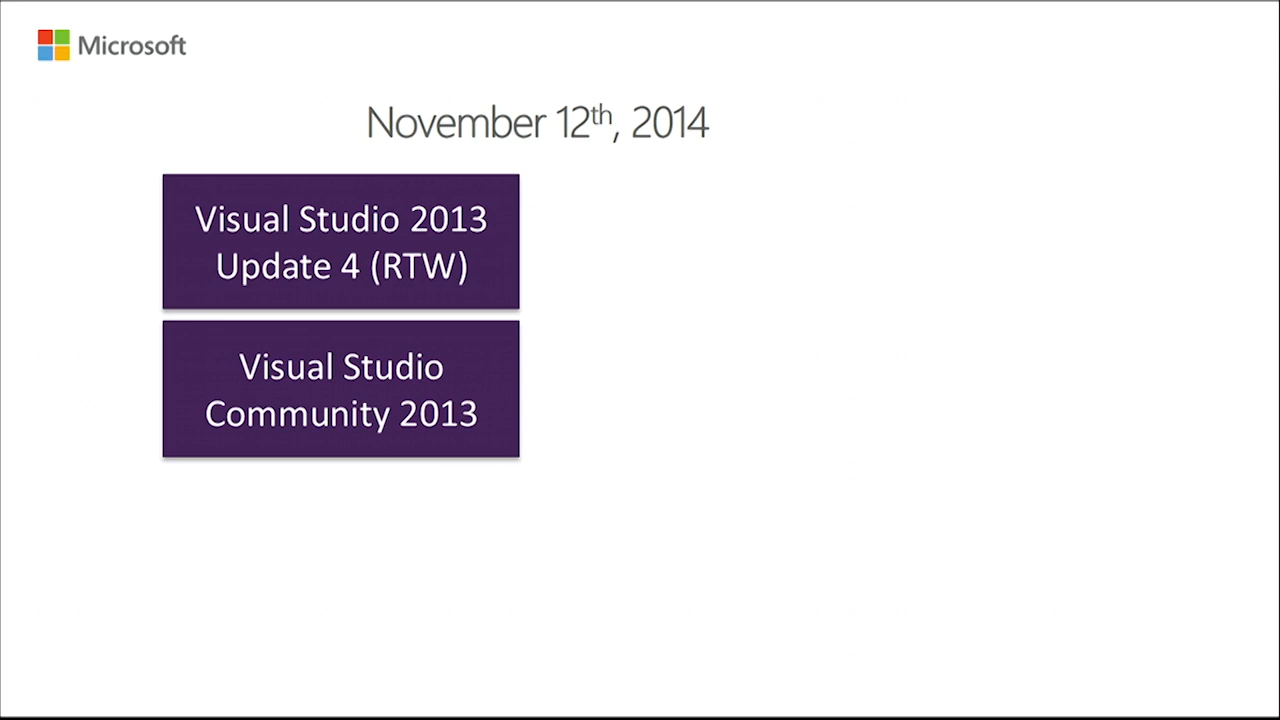 Microsoft
November 12th, 2014
Visual Studio 2013
Update 4 (RTW)
Visual Studio
Community 2013